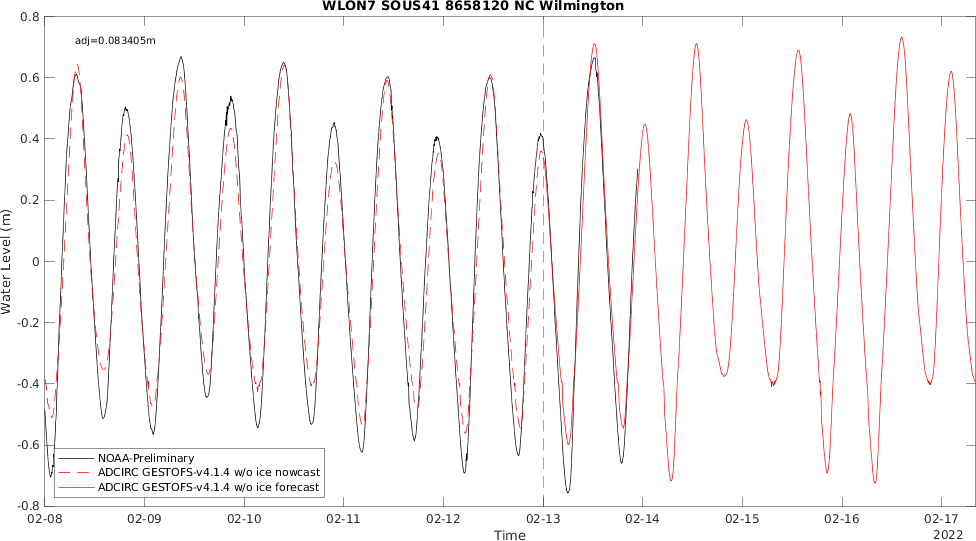 WLON7 SOUS41 8658120 NC Wilmington
adj=0.083405m
0.8
0.6
0.4
0.2
0
-0.2
-0.4
-0.6
-0.8
Water Level (m)
NOAA-Preliminary
ADCIRC GESTOFS-v4.1.4 w/o ice nowcast
ADCIRC GESTOFS-v4.1.4 w/o ice forecast
02-08 02-09 02-10 02-11 02-12 02-13 02-14 02-15 02-16 02-17
Time
2022